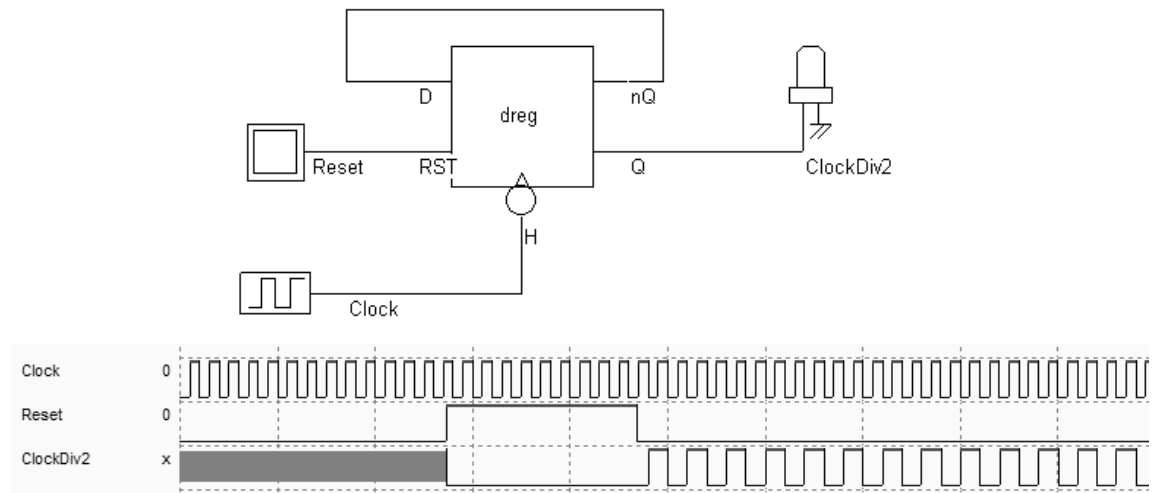 D
nQ
dreg
Reset
RST
Q
ClockDiv2
H
Clock
Clock 0
Reset 0
ClockDiv2 x